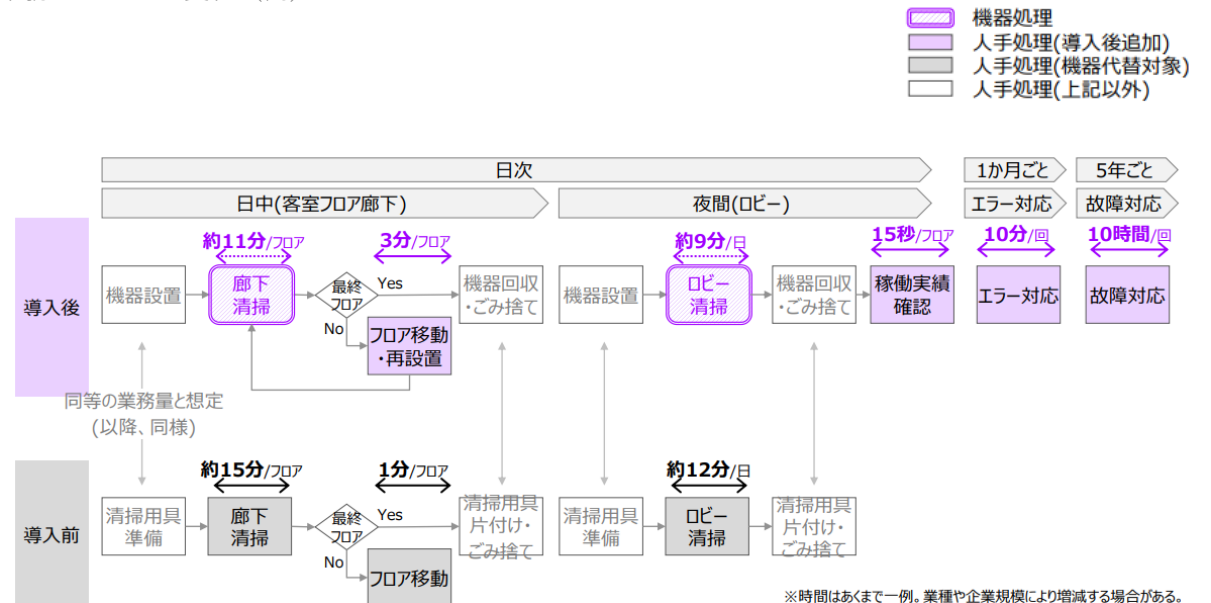 機器処理
人手処理(導入後追加)
人手処理(機器代替対象)
人手処理(上記以外)
日次
1か月ごと
5年ごと
日中(客室フロア廊下)
夜間(ロビー)
エラー対応
故障対応
導入後
約11分/フロア
3分/フロア
約9分/日
15秒/フロア
10分/回
10時間/回
機器設置
廊下
清掃
最終
フロア
Yes
No
フロア移動
・再設置
機器回収
・ごみ捨て
機器設置
ロビー
清掃
機器回収
・ごみ捨て
稼働実績
確認
エラー対応
故障対応
同等の業務量と想定
(以降、同様)
導入前
約15分/フロア
1分/フロア
約12分/日
清掃用具
準備
廊下
清掃
最終
フロア
Yes
No
フロア移動
清掃用具
片付け・
ごみ捨て
清掃用具
準備
ロビー
清掃
清掃用具
片付け・
ごみ捨て
※時間はあくまで一例。業種や企業規模により増減する場合がある。